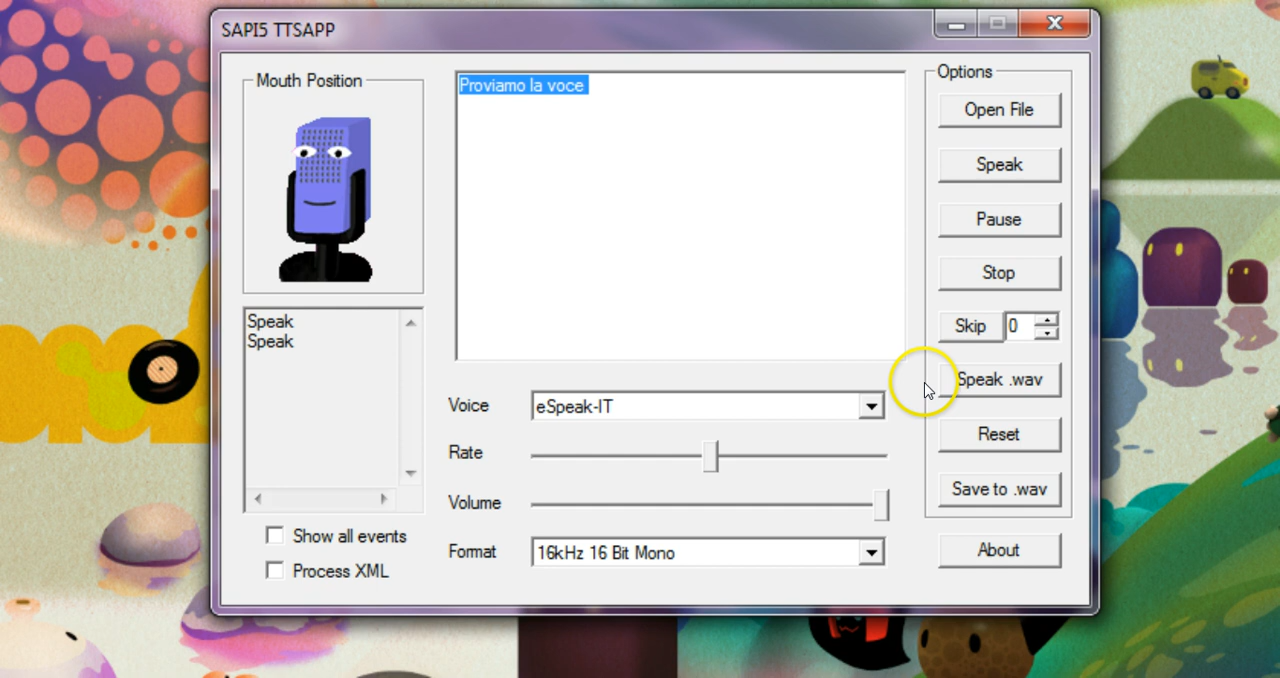 SAPI5 TTSAPP
Mouth Position
Proviamo la voce
Options
Open File
Speak
Pause
Stop
Skip 0
Speak .wav
Reset
Save to .wav
About
Speak
Speak
Show all events
Process XML
Voice eSpeak-IT
Rate
Volume
Format 16kHz 16 Bit Mono